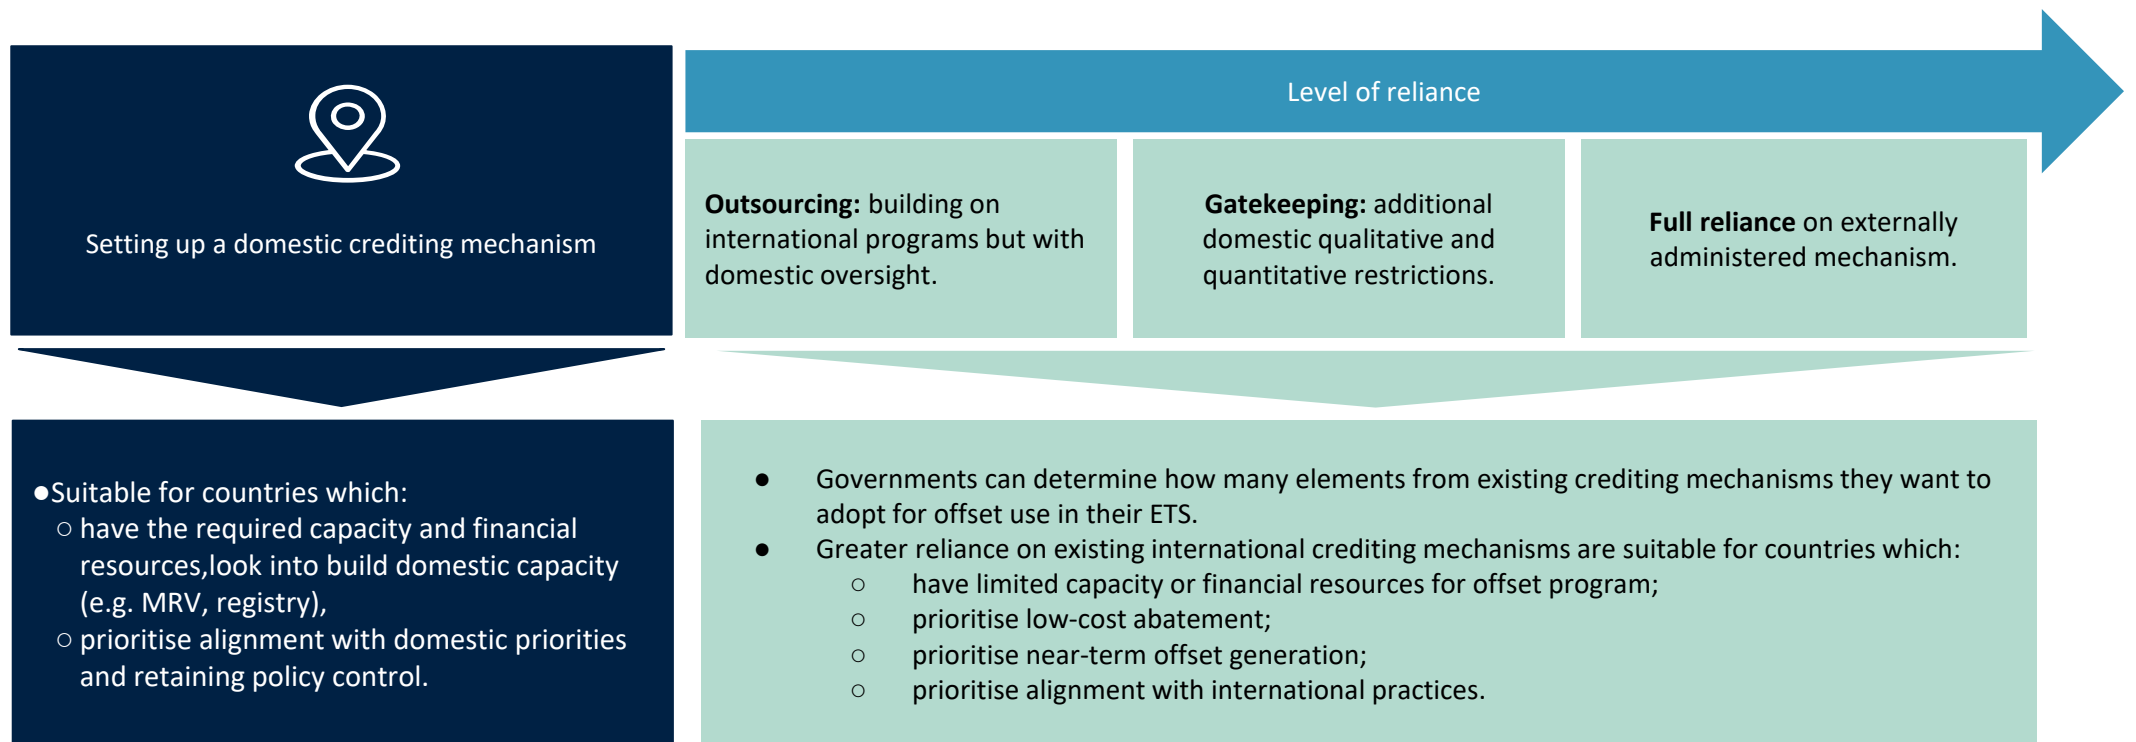 Level of reliance
Setting up a domestic crediting mechanism
Outsourcing: building on
international programs but with
domestic oversight.
Gatekeeping: additional
domestic qualitative and
quantitative restrictions.
Full reliance on externally
administered mechanism.
●Suitable for countries which:
○ have the required capacity and financial
resources,look into build domestic capacity
(e.g. MRV, registry),
○ prioritise alignment with domestic priorities
and retaining policy control.
● Governments can determine how many elements from existing crediting mechanisms they want to
adopt for offset use in their ETS.
● Greater reliance on existing international crediting mechanisms are suitable for countries which:
○ have limited capacity or financial resources for offset program;
○ prioritise low-cost abatement;
○ prioritise near-term offset generation;
○ prioritise alignment with international practices.